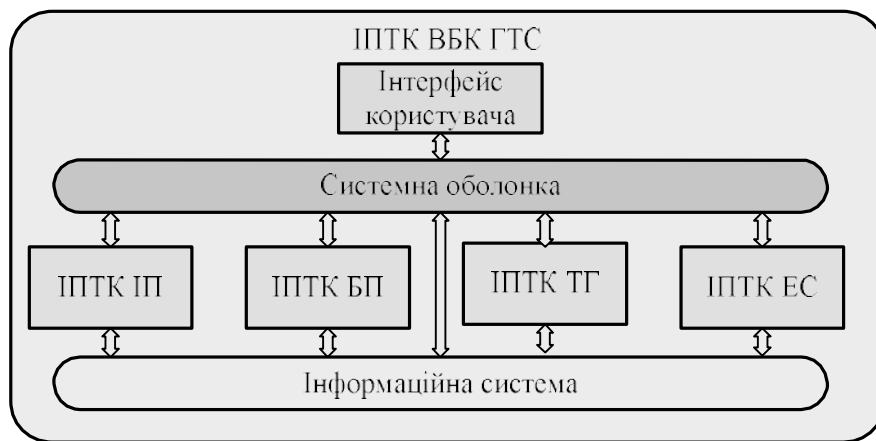 ІПТК ВБК ГТС
Інтерфейс
користувача
Системна оболонка
ІПТК ІП
ІПТК БП
ІПТК ТГ
ІПТК ЕС
Інформаційна система